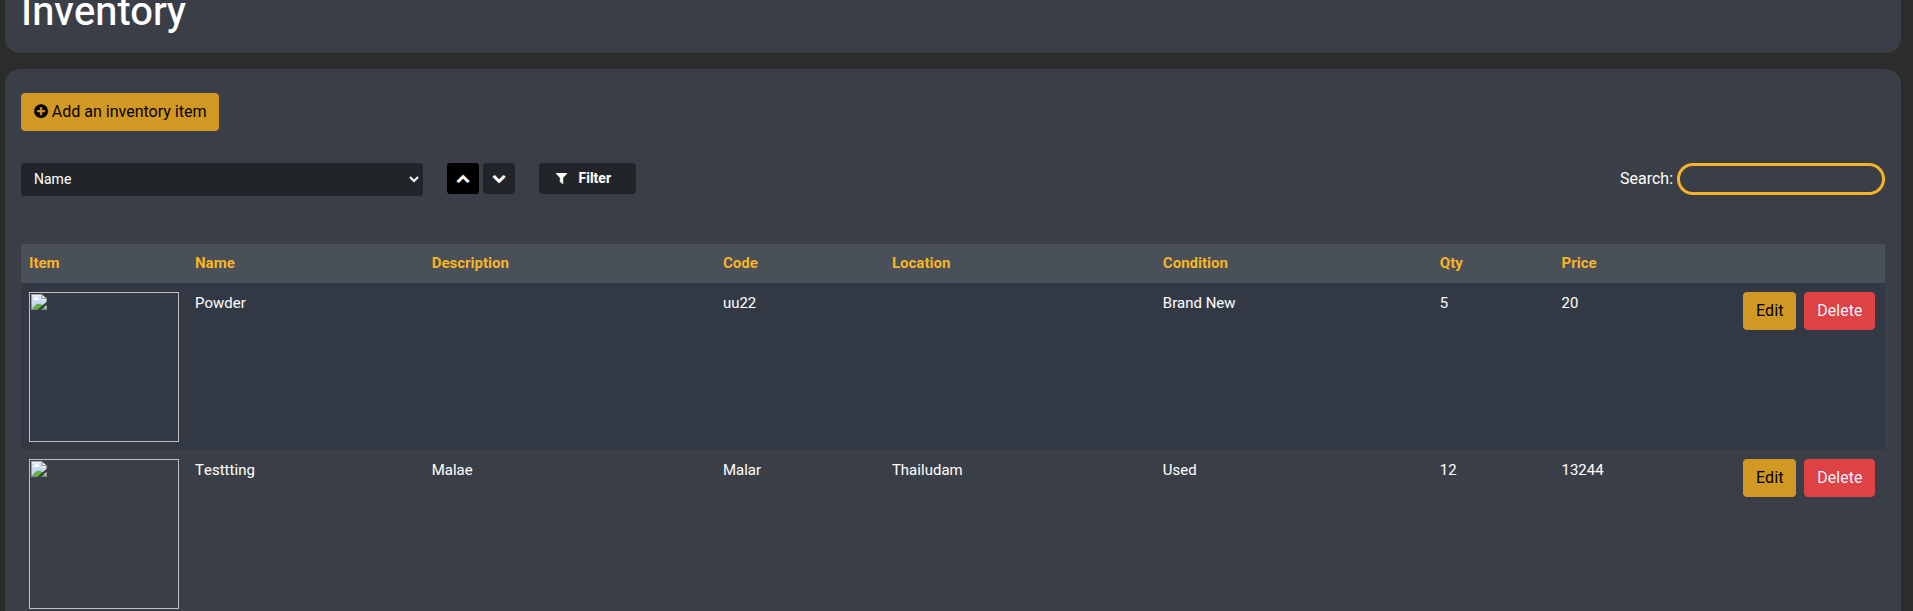 Inventory
Add an inventory item
Name
Filter
Search:
Item Name Description Code Location Condition Qty Price
Powder uu22 Brand New 5 20 Edit Delete
Testtting Malae Malar Thailudam Used 12 13244 Edit Delete